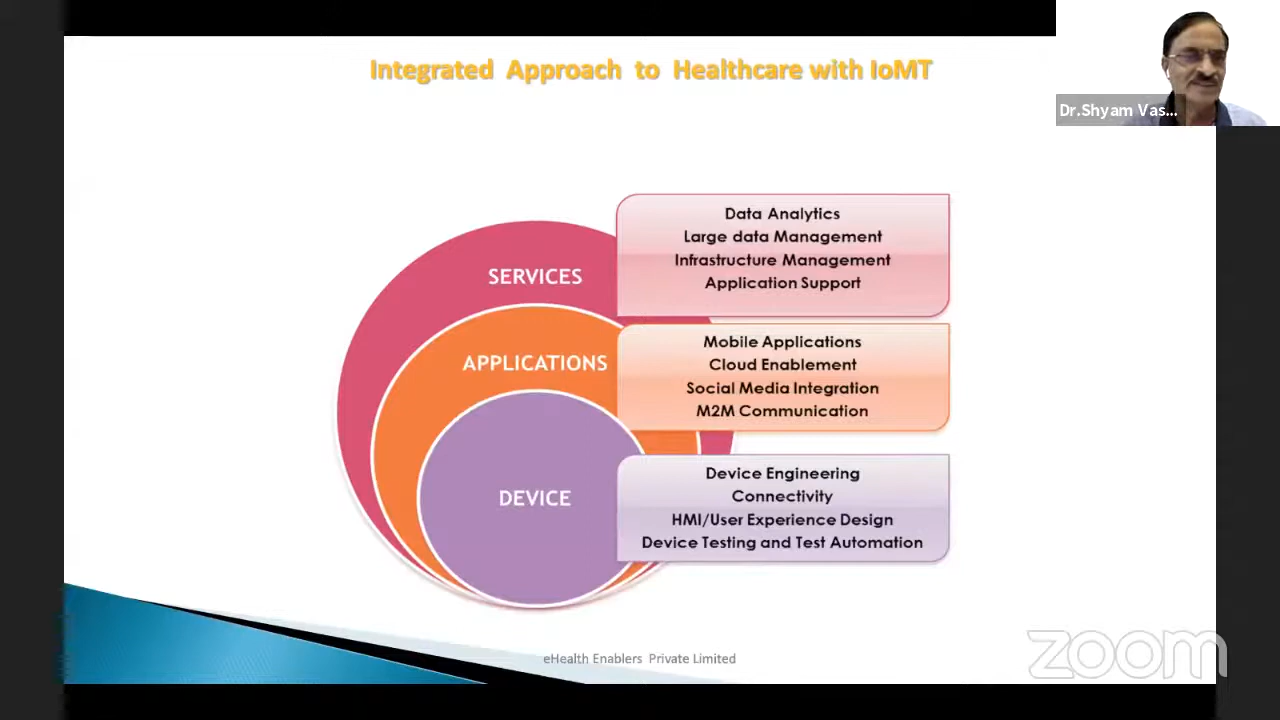 Integrated Approach to Healthcare with IoMT
Dr.Shyam Vas...
SERVICES
Data Analytics
Large data Management
Infrastructure Management
Application Support
APPLICATIONS
Mobile Applications
Cloud Enablement
Social Media Integration
M2M Communication
DEVICE
Device Engineering
Connectivity
HMI/User Experience Design
Device Testing and Test Automation
eHealth Enablers Private Limited
zoom